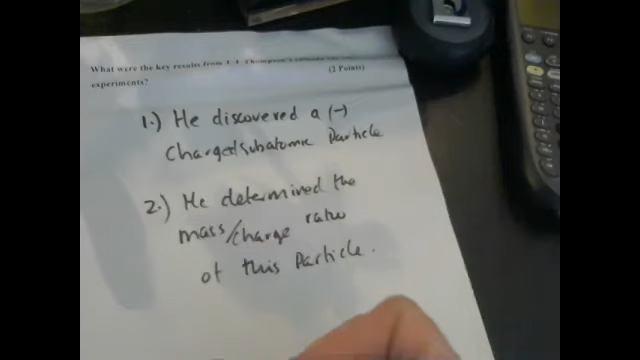 What were the key results from J. J. Thompson's cathode
(2 Points)
experiments?
1.) He discovered a (-)
charged subatomic Particle
2.) He determined the
mass/charge ratio
of this Particle.